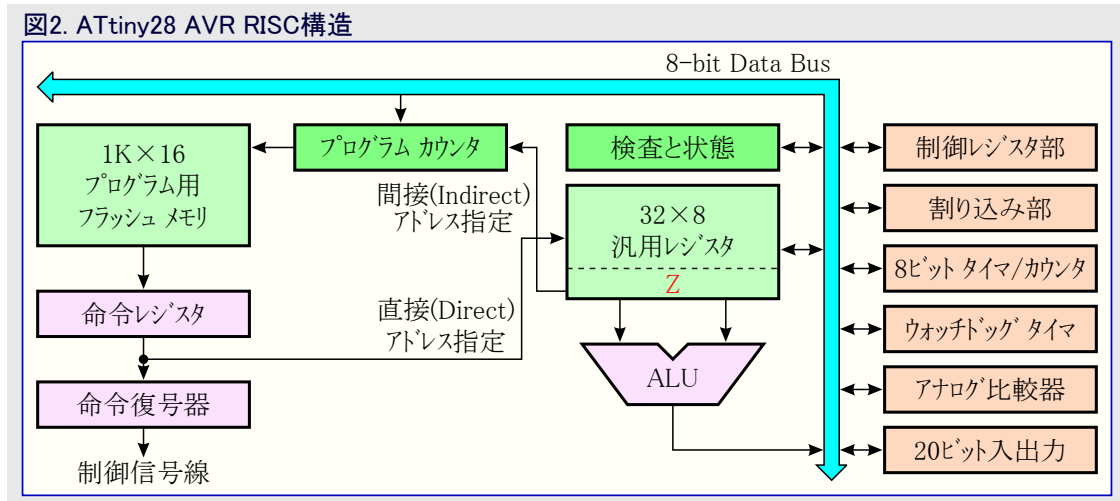 図2. ATtiny28 AVR RISC構造
8-bit Data Bus
1K×16
プログラム用
フラッシュ メモリ
プログラム カウンタ
検査と状態
制御レジスタ部
間接(Indirect)
アドレス指定
32×8
汎用レジスタ
Z
割り込み部
8ビット タイマ/カウンタ
命令レジスタ
直接(Direct)
アドレス指定
ウォッチドッグ タイマ
ALU
アナログ比較器
命令復号器
20ビット入出力
制御信号線